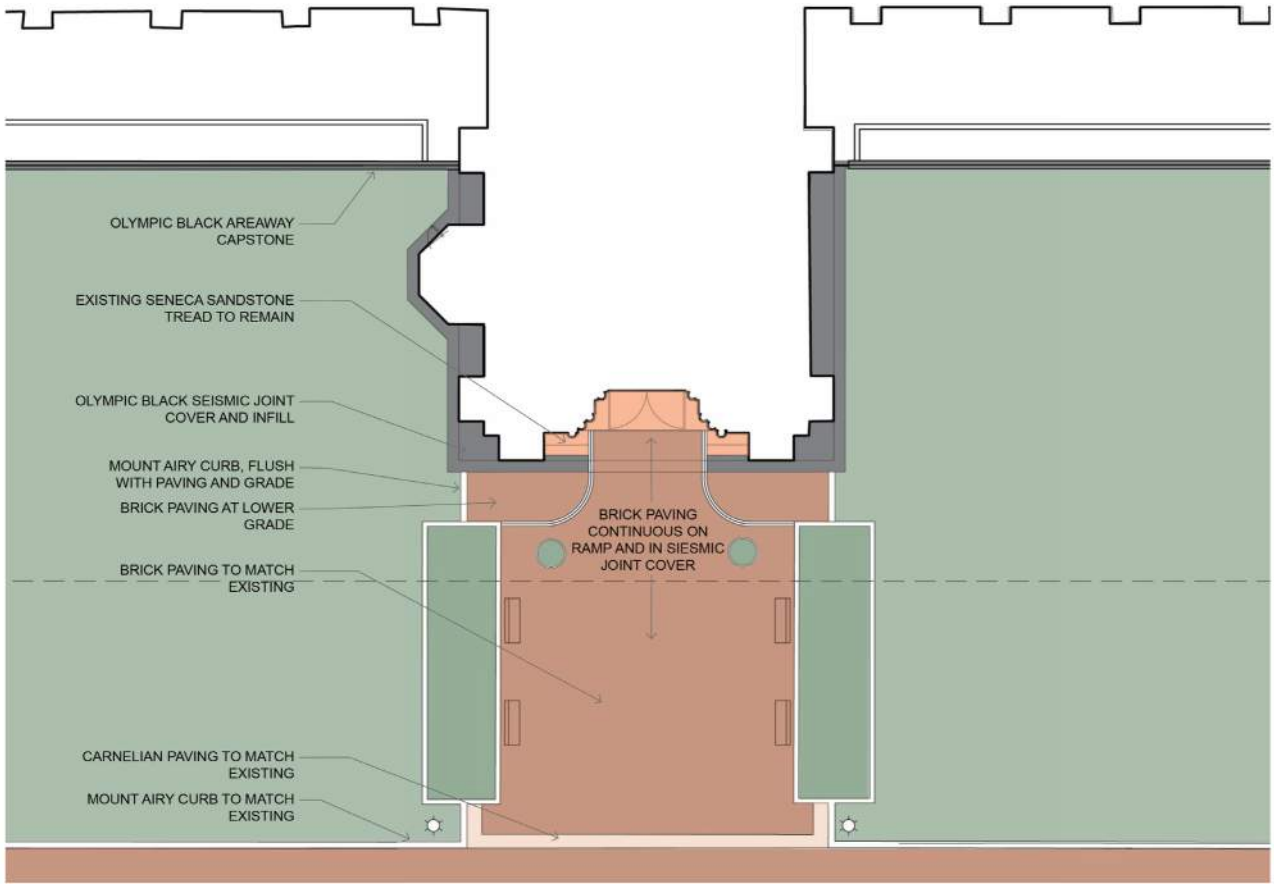 OLYMPIC BLACK AREAWAY
CAPSTONE
EXISTING SENECA SANDSTONE
TREAD TO REMAIN
OLYMPIC BLACK SEISMIC JOINT
COVER AND INFILL
MOUNT AIRY CURB, FLUSH
WITH PAVING AND GRADE
BRICK PAVING AT LOWER
GRADE
BRICK PAVING
CONTINUOUS ON
RAMP AND IN SIESMIC
JOINT COVER
BRICK PAVING TO MATCH
EXISTING
CARNELIAN PAVING TO MATCH
EXISTING
MOUNT AIRY CURB TO MATCH
EXISTING